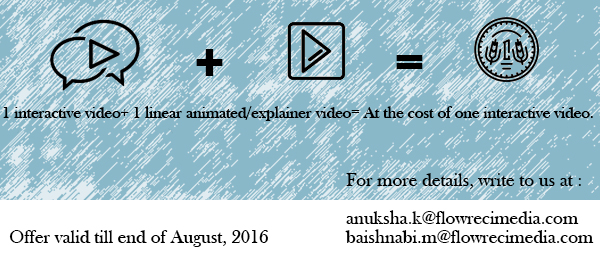 1 interactive video+ 1 linear animated/explainer video= At the cost of one interactive video.
For more details, write to us at :
anuksha.k@flowrecimedia.com
Offer valid till end of August, 2016
baishnabi.m@flowrecimedia.com